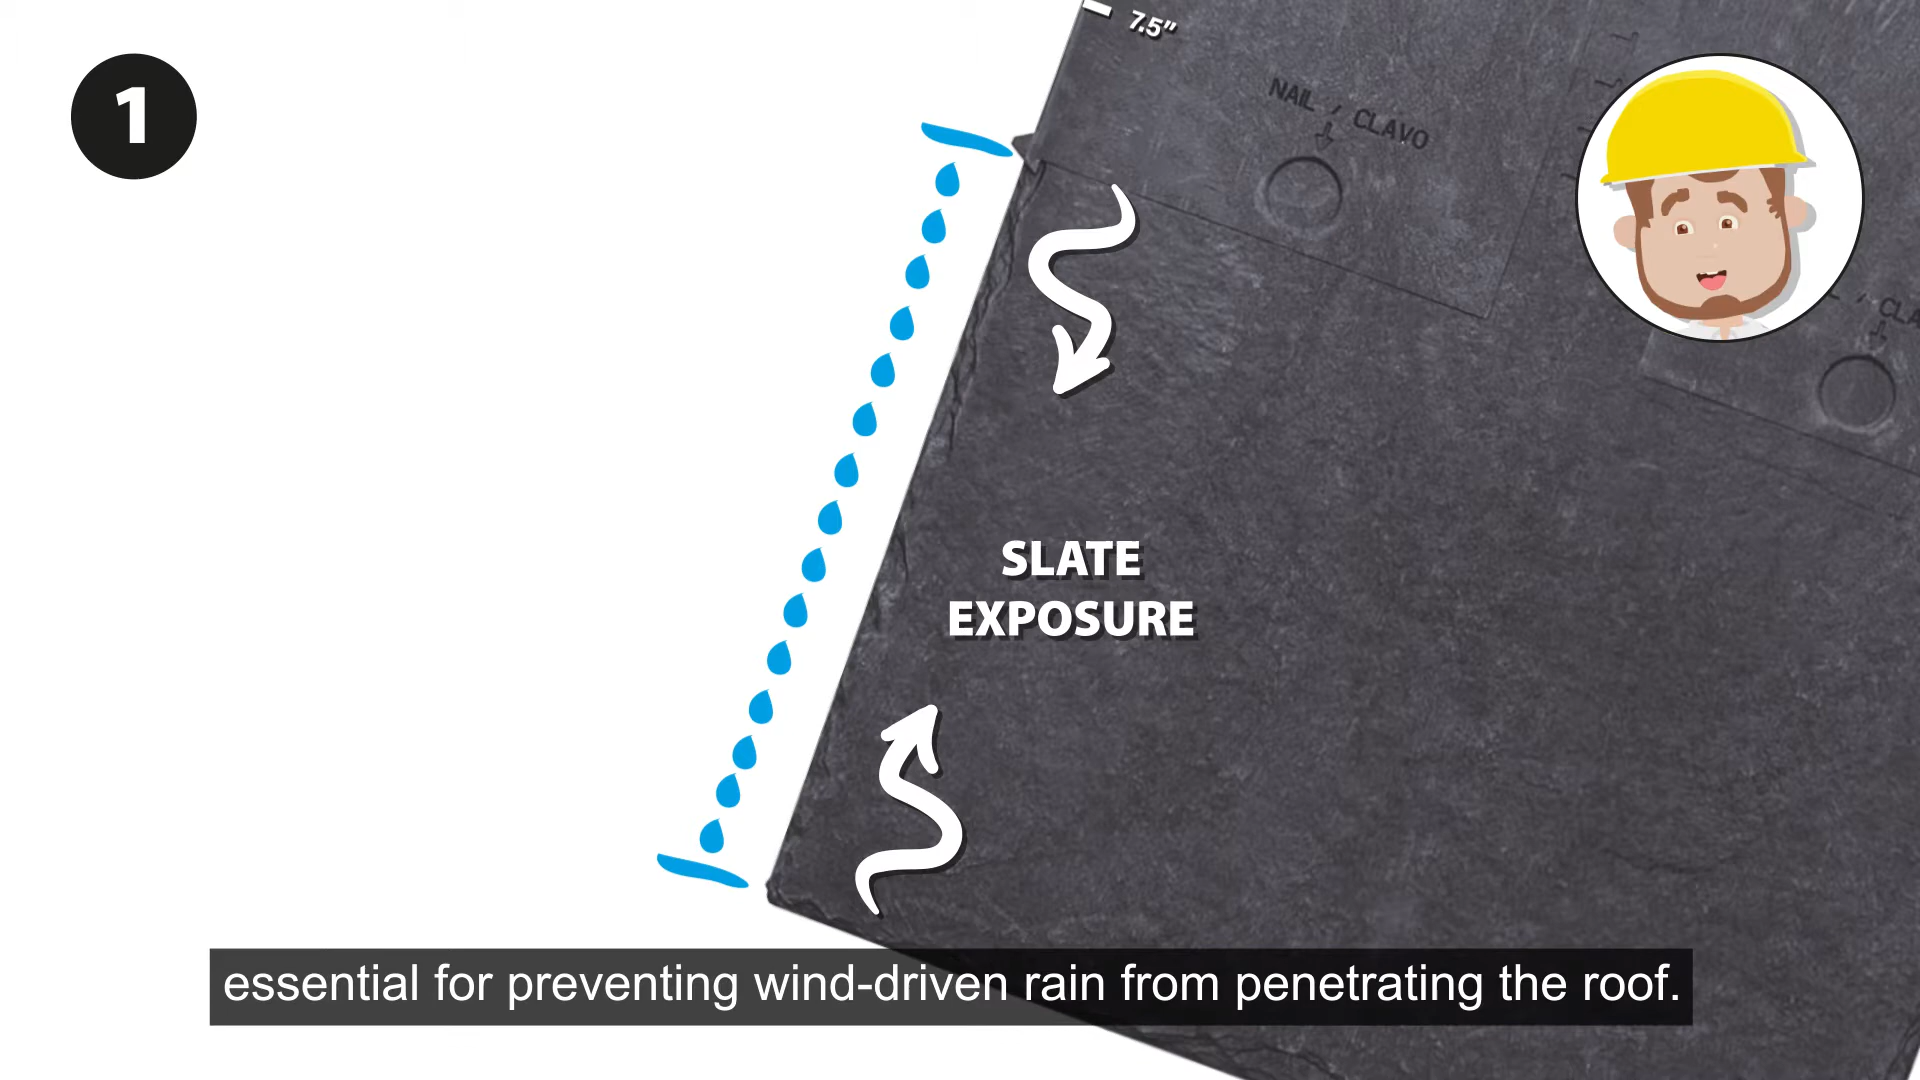 1
7.5"
NAIL / CLAVO
SLATE
EXPOSURE
essential for preventing wind-driven rain from penetrating the roof.